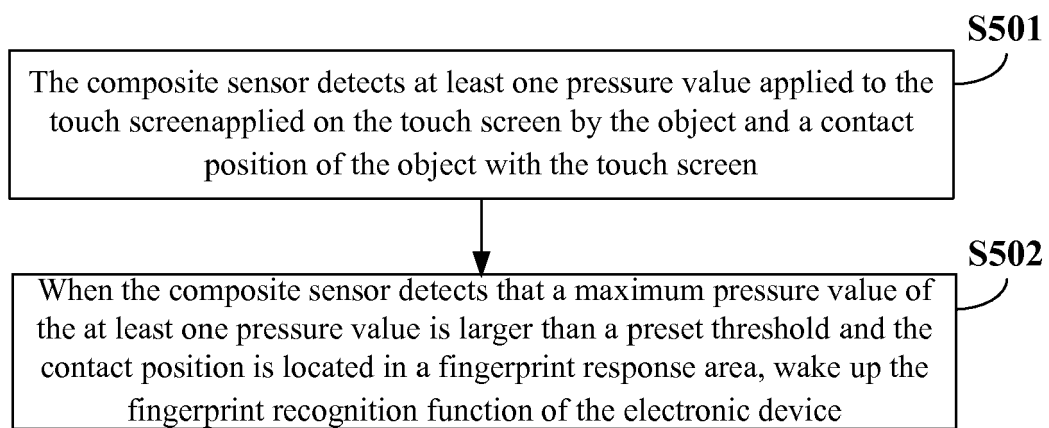 S501
The composite sensor detects at least one pressure value applied to the
touch screenapplied on the touch screen by the object and a contact
position of the object with the touch screen
S502
When the composite sensor detects that a maximum pressure value of
the at least one pressure value is larger than a preset threshold and the
contact position is located in a fingerprint response area, wake up the
fingerprint recognition function of the electronic device